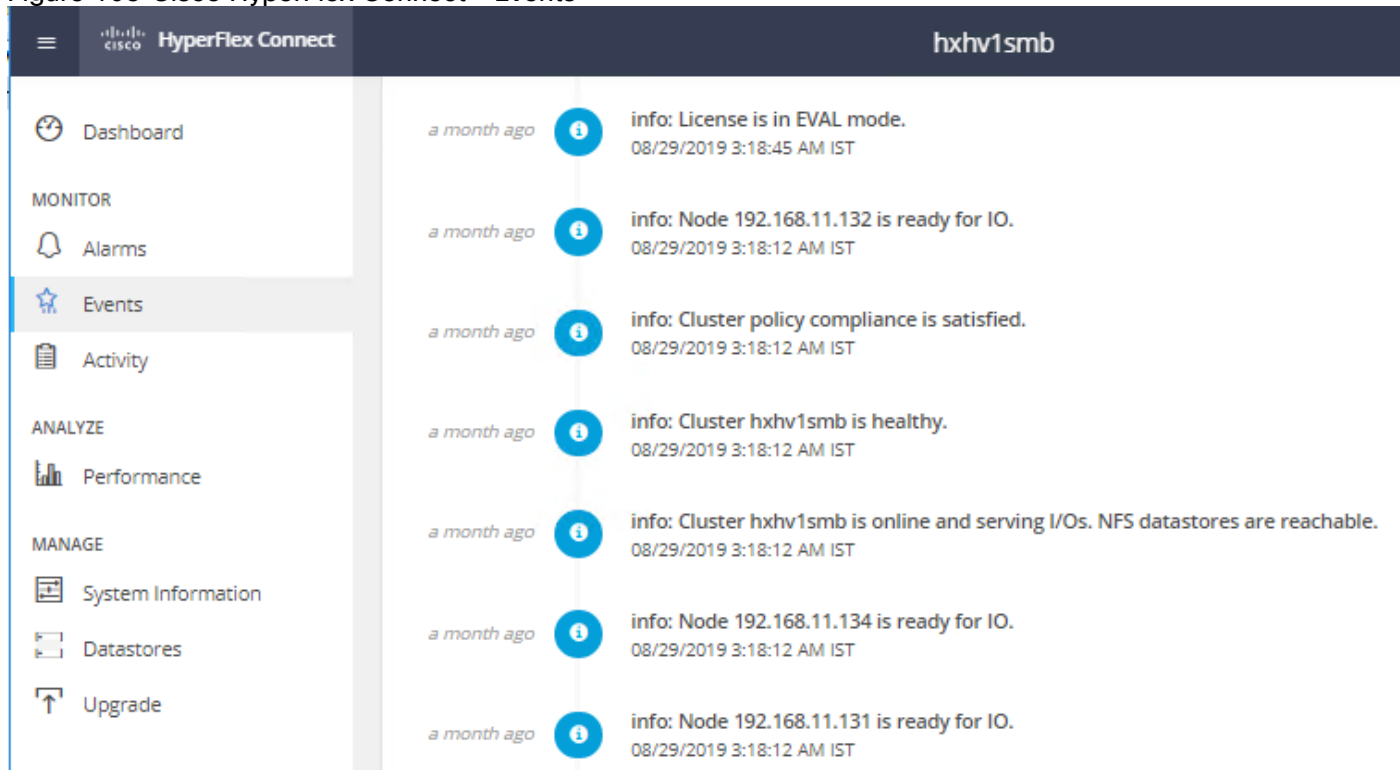 cisco HyperFlex Connect
hxhv1smb
Dashboard
MONITOR
Alarms
Events
Activity
ANALYZE
Performance
MANAGE
System Information
Datastores
Upgrade
a month ago
info: License is in EVAL mode.
08/29/2019 3:18:45 AM IST
a month ago
info: Node 192.168.11.132 is ready for IO.
08/29/2019 3:18:12 AM IST
a month ago
info: Cluster policy compliance is satisfied.
08/29/2019 3:18:12 AM IST
a month ago
info: Cluster hxhv1smb is healthy.
08/29/2019 3:18:12 AM IST
a month ago
info: Cluster hxhv1smb is online and serving I/Os. NFS datastores are reachable.
08/29/2019 3:18:12 AM IST
a month ago
info: Node 192.168.11.134 is ready for IO.
08/29/2019 3:18:12 AM IST
a month ago
info: Node 192.168.11.131 is ready for IO.
08/29/2019 3:18:12 AM IST